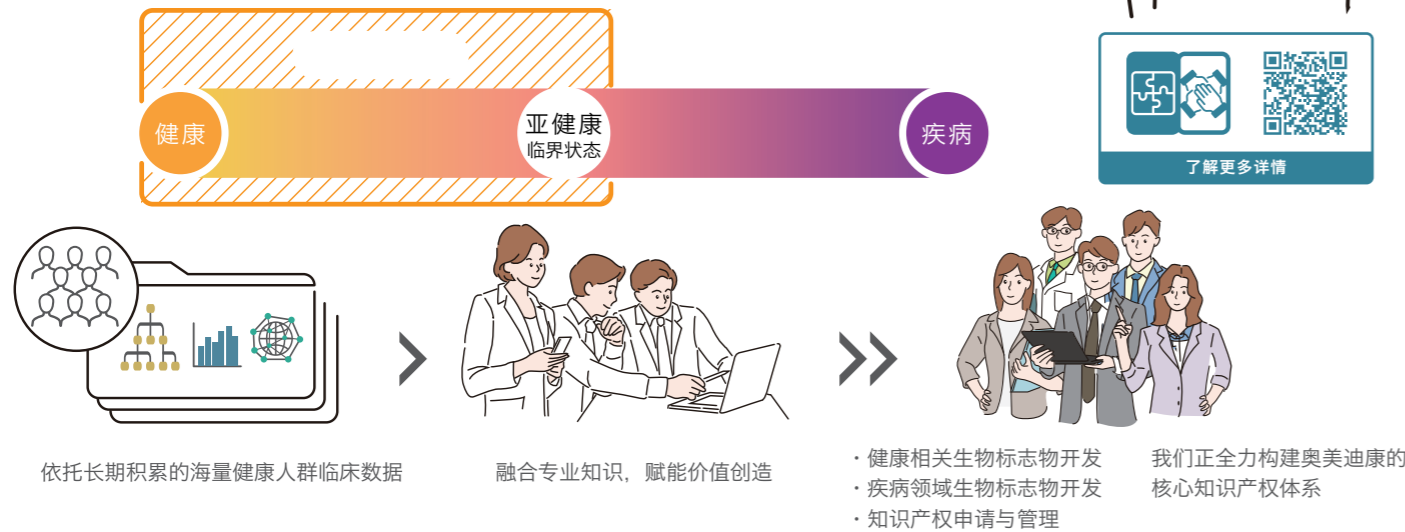 健康
亚健康
临界状态
疾病
了解更多详情
依托长期积累的海量健康人群临床数据
融合专业知识，赋能价值创造
・健康相关生物标志物开发
・疾病领域生物标志物开发
・知识产权申请与管理
我们正全力构建奥美迪康的
核心知识产权体系